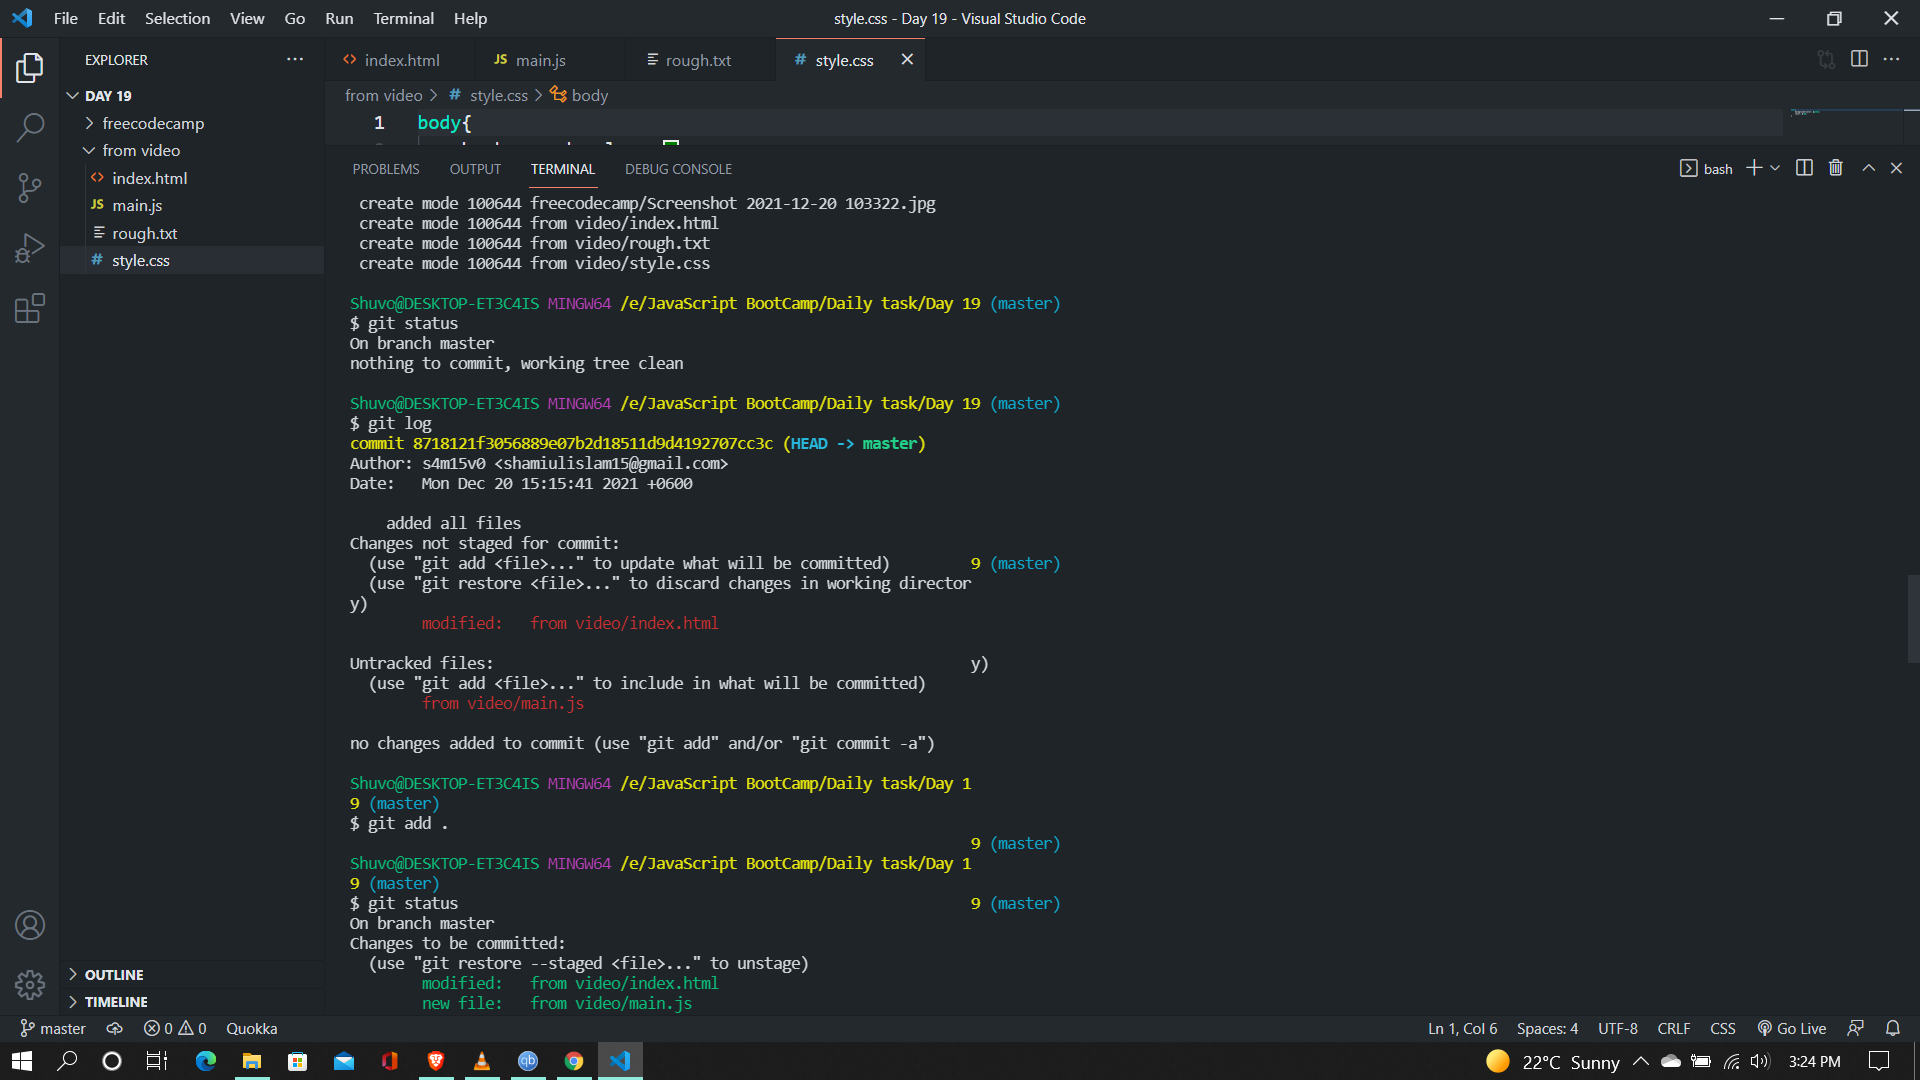 File Edit Selection View Go Run Terminal Help
style.css - Day 19 - Visual Studio Code
EXPLORER
index.html
JS main.js
rough.txt
# style.css
DAY 19
freecodecamp
from video
index.html
JS main.js
rough.txt
# style.css
OUTLINE
TIMELINE
from video > # style.css > body
1 body{
PROBLEMS OUTPUT TERMINAL DEBUG CONSOLE
bash
create mode 100644 freecodecamp/Screenshot 2021-12-20 103322.jpg
create mode 100644 from video/index.html
create mode 100644 from video/rough.txt
create mode 100644 from video/style.css
Shuvo@DESKTOP-ET3C4IS MINGW64 /e/JavaScript BootCamp/Daily task/Day 19 (master)
$ git status
On branch master
nothing to commit, working tree clean
Shuvo@DESKTOP-ET3C4IS MINGW64 /e/JavaScript BootCamp/Daily task/Day 19 (master)
$ git log
commit 8718121f3056889e07b2d18511d9d4192707cc3c (HEAD -> master)
Author: s4m15v0 <shamiulislam15@gmail.com>
Date:   Mon Dec 20 15:15:41 2021 +0600
added all files
Changes not staged for commit:
(use "git add <file>..." to update what will be committed) 9 (master)
(use "git restore <file>..." to discard changes in working director
y)
modified:   from video/index.html
Untracked files: y)
(use "git add <file>..." to include in what will be committed)
from video/main.js
no changes added to commit (use "git add" and/or "git commit -a")
Shuvo@DESKTOP-ET3C4IS MINGW64 /e/JavaScript BootCamp/Daily task/Day 1
9 (master)
$ git add .
9 (master)
Shuvo@DESKTOP-ET3C4IS MINGW64 /e/JavaScript BootCamp/Daily task/Day 1
9 (master)
$ git status 9 (master)
On branch master
Changes to be committed:
(use "git restore --staged <file>..." to unstage)
modified:   from video/index.html
new file:   from video/main.js
master 0 0 Quokka
Ln 1, Col 6 Spaces: 4 UTF-8 CRLF CSS Go Live
22°C Sunny 3:24 PM